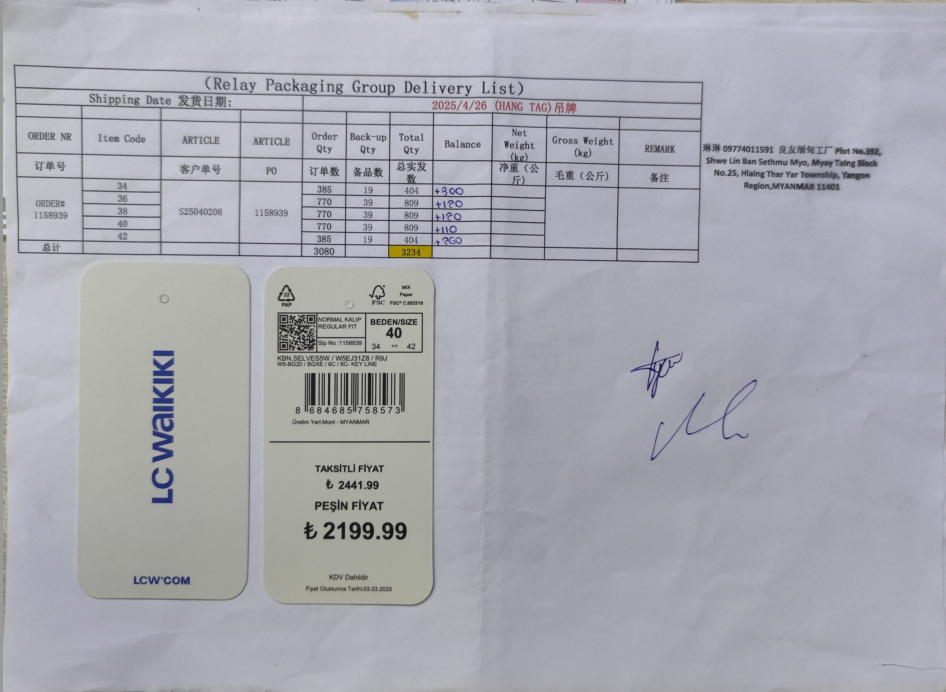 (Relay Packaging Group Delivery List)
Shipping Date 发货日期: 2025/4/26 (HANG TAG)吊牌
ORDER NR Item Code ARTICLE ARTICLE Order Qty Back-up Qty Total Qty Balance Net Weight (kg) Gross Weight (kg) REMARK
订单号 客户单号 PO 订单数 备品数 总实发数 净重（公斤） 毛重（公斤） 备注
ORDER# 1158939 S25040208 1158939
34 385 19 404 +300
36 770 39 809 +120
38 770 39 809 +120
40 770 39 809 +110
42 385 19 404 +200
总计 3080 3234
琳琳 09774011591 良友缅甸工厂 Plot No.392,
Shwe Lin Ban Sethmu Myo, Myay Taing Block
No.25, Hlaing Thar Yar Township, Yangon
Region,MYANMAR 11401
LC WAIKIKI
LCW.COM
22
PAP
FSC
MIX
Paper
FSC® C
NORMAL KALIP
REGULAR FIT
Sip No :1158939
BEDEN/SIZE
40
34 >> 42
KBN.SELVESSW / W5EJ31Z8 / R9J
W5-BG20 / BGXE / 6C / 6C- KEY LINE
8 684685 758573
Üretim Yeri:Mont - MYANMAR
TAKSİTLİ FİYAT
₺ 2441.99
PEŞİN FİYAT
₺ 2199.99
KDV Dahildir
Fiyat Olusturma Tarihi:03.03.2025